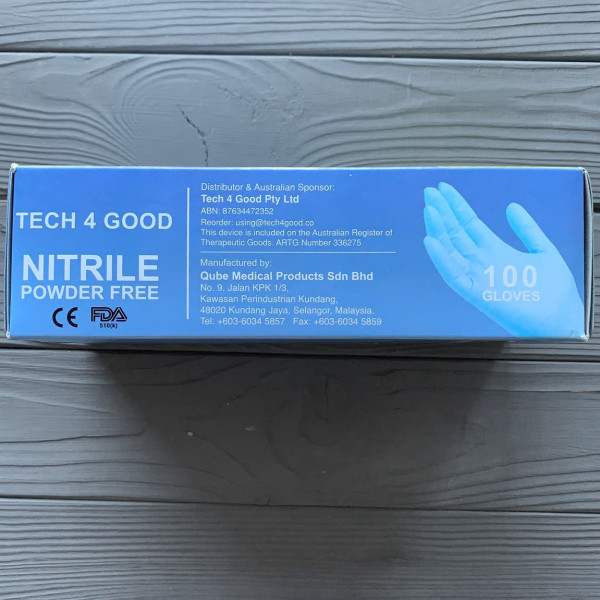 TECH 4 GOOD
NITRILE
POWDER FREE
CE FDA
510(k)
Distributor & Australian Sponsor:
Tech 4 Good Pty Ltd
ABN: 87634472352
Reorder: using@tech4good.co
This device is included on the Australian Register of
Therapeutic Goods: ARTG Number 336275
Manufactured by:
Qube Medical Products Sdn Bhd
No. 9, Jalan KPK 1/3,
Kawasan Perindustrian Kundang,
48020 Kundang Jaya, Selangor, Malaysia.
Tel: +603-6034 5857 Fax: +603-6034 5859
100
GLOVES